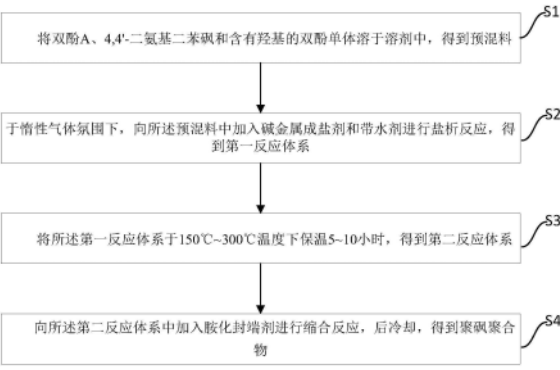 S1
将双酚A、4,4'-二氨基二苯砜和含有羟基的双酚单体溶于溶剂中，得到预混料
S2
于惰性气体氛围下，向所述预混料中加入碱金属成盐剂和带水剂进行盐析反应，得
到第一反应体系
S3
将所述第一反应体系于150℃~300℃温度下保温5~10小时，得到第二反应体系
S4
向所述第二反应体系中加入胺化封端剂进行缩合反应，后冷却，得到聚砜聚合
物